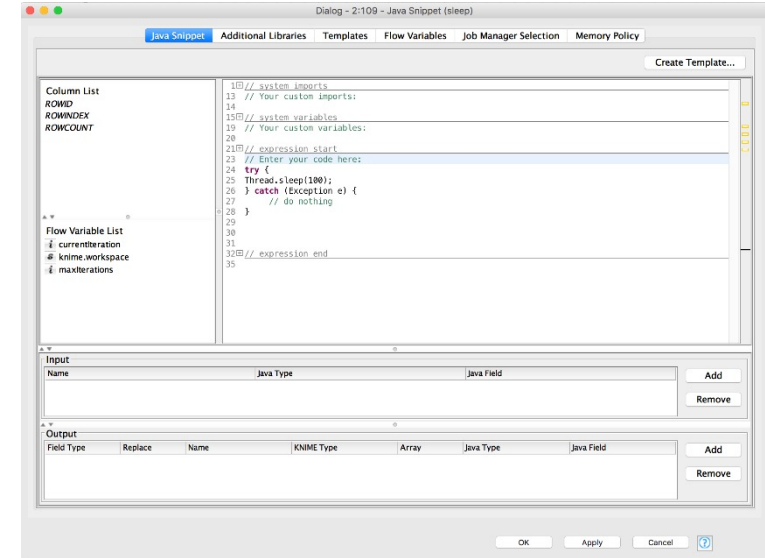 Dialog - 2:109 - Java Snippet (sleep)
Java Snippet Additional Libraries Templates Flow Variables Job Manager Selection Memory Policy
Create Template...
Column List
ROWID
ROWINDEX
ROWCOUNT
1 // system imports
13 // Your custom imports:
14
15 // system variables
19 // Your custom variables:
20
21 // expression start
23 // Enter your code here:
24 try {
25 Thread.sleep(100);
26 } catch (Exception e) {
27 // do nothing
28 }
29
30
31
32 // expression end
35
Flow Variable List
i currentIteration
s knime.workspace
i maxIterations
Input
Name Java Type Java Field
Add
Remove
Output
Field Type Replace Name KNIME Type Array Java Type Java Field
Add
Remove
OK Apply Cancel ?